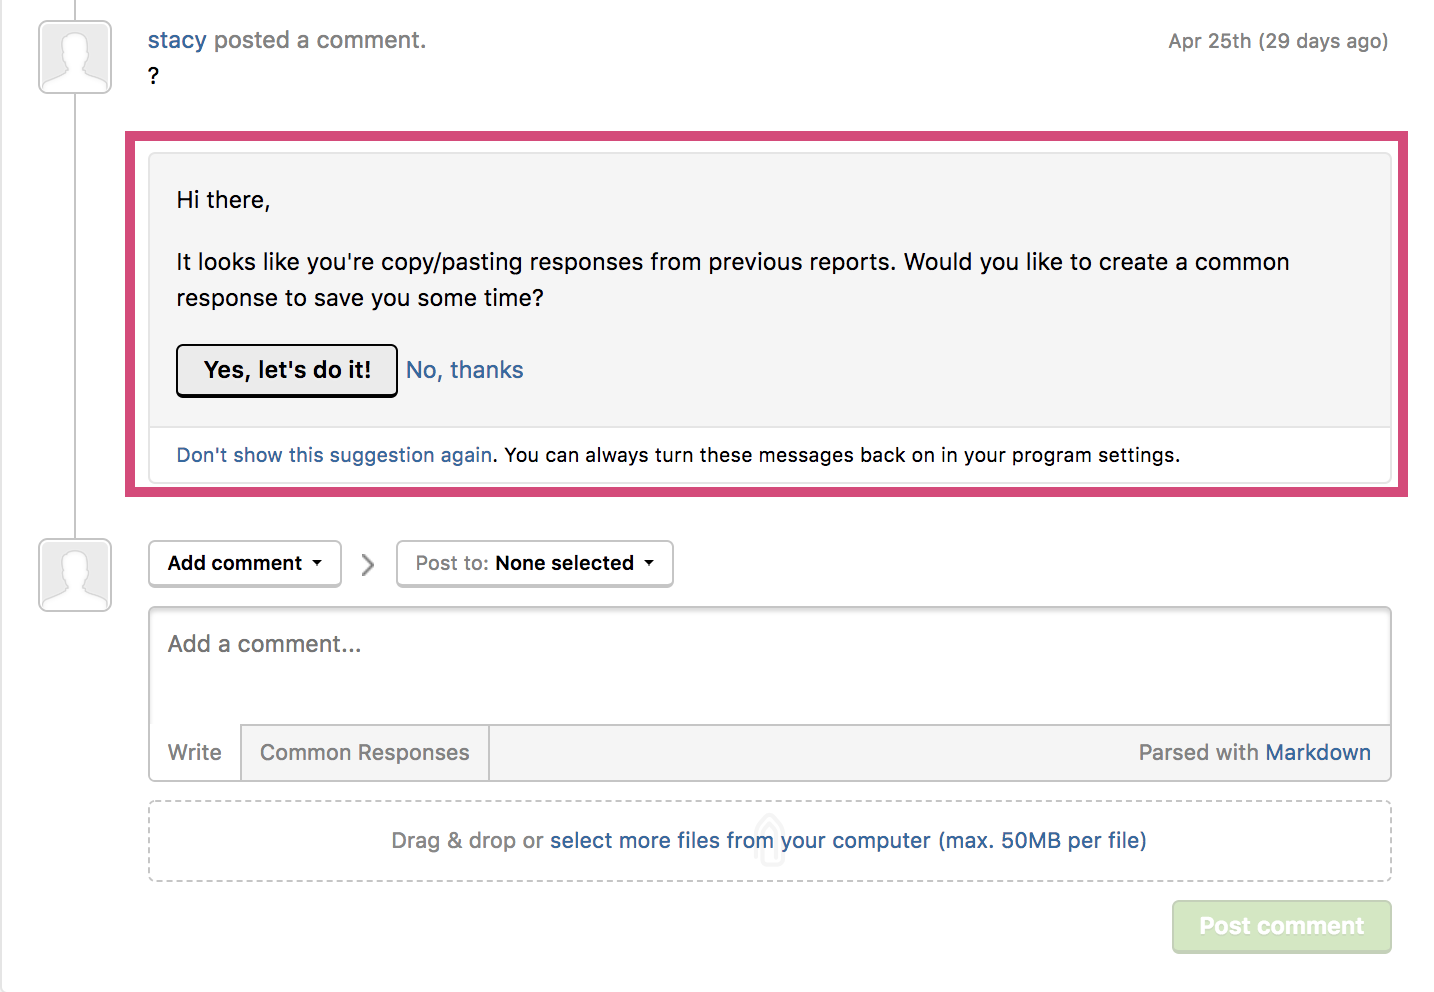 stacy posted a comment.
Apr 25th (29 days ago)
?
Hi there,
It looks like you're copy/pasting responses from previous reports. Would you like to create a common
response to save you some time?
Yes, let's do it! No, thanks
Don't show this suggestion again. You can always turn these messages back on in your program settings.
Add comment
Post to: None selected
Add a comment...
Write
Common Responses
Parsed with Markdown
Drag & drop or select more files from your computer (max. 50MB per file)
Post comment